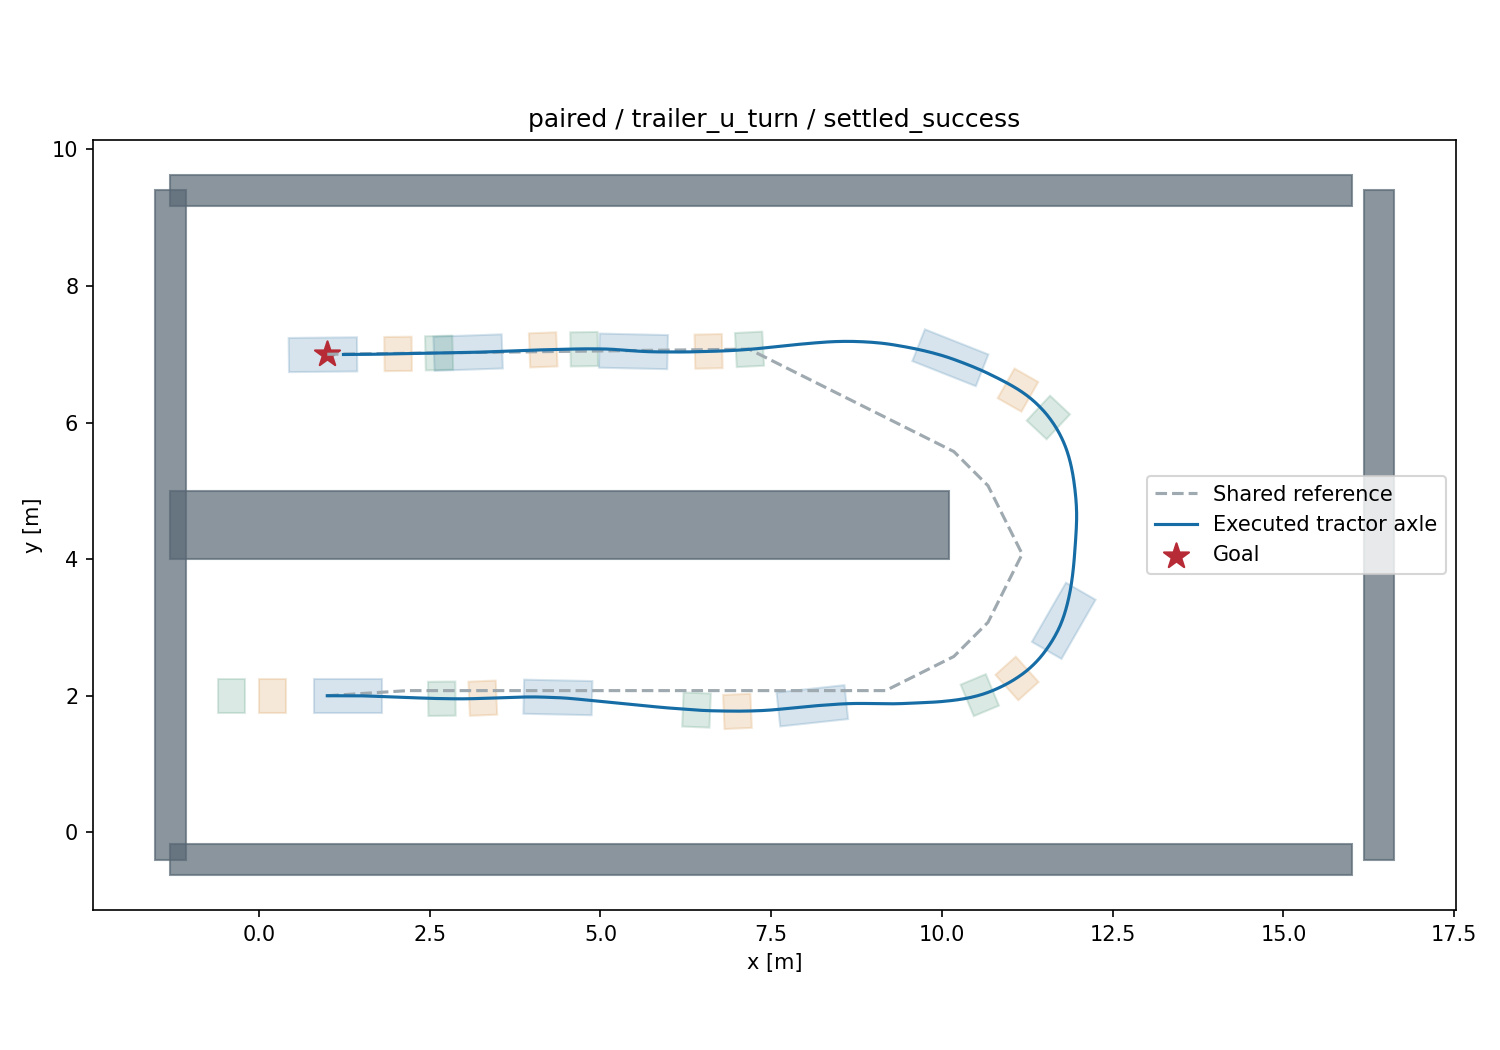 paired / trailer_u_turn / settled_success
10
8
6
4
2
0
y [m]
Shared reference
Executed tractor axle
Goal
0.0 2.5 5.0 7.5 10.0 12.5 15.0 17.5
x [m]